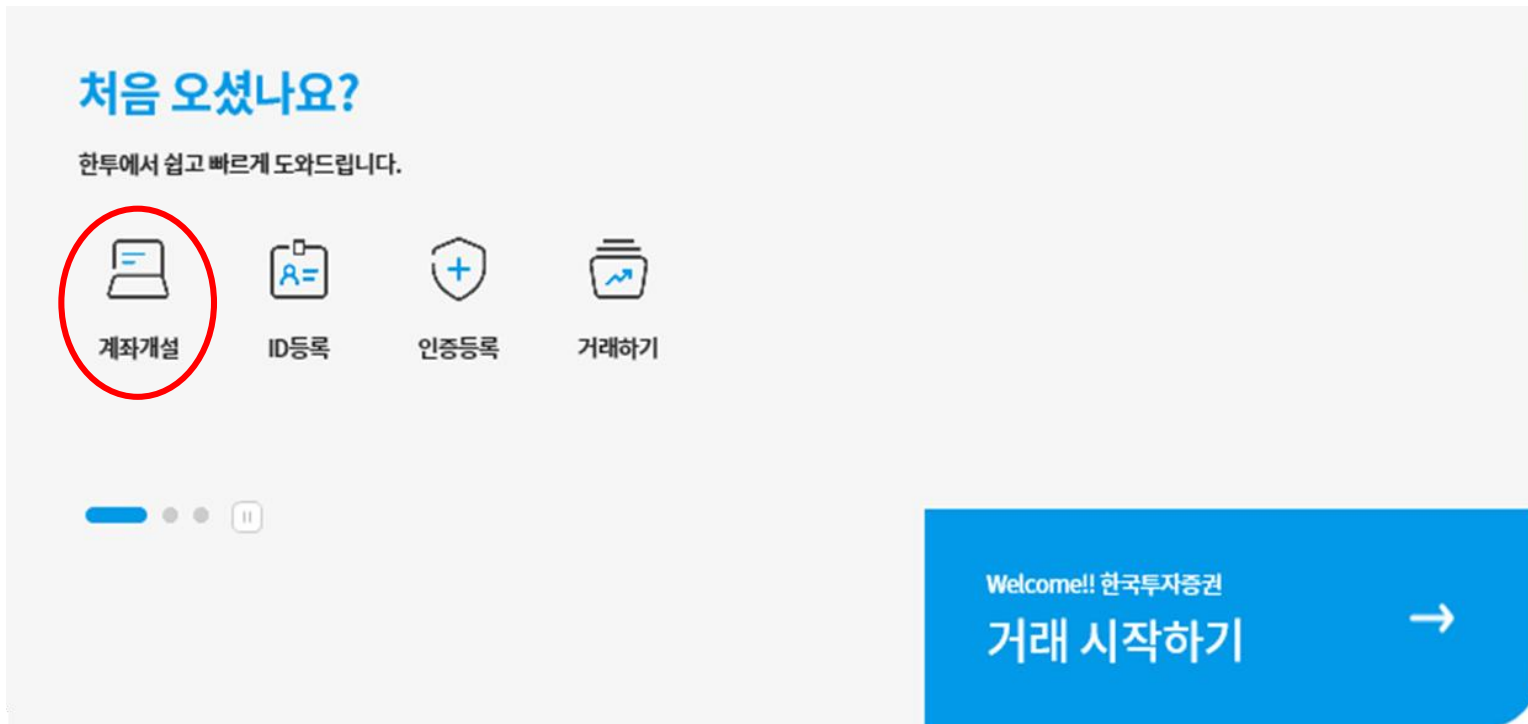 처음 오셨나요?
한투에서 쉽고 빠르게 도와드립니다.
계좌개설 ID등록 인증등록 거래하기
Welcome!! 한국투자증권
거래 시작하기